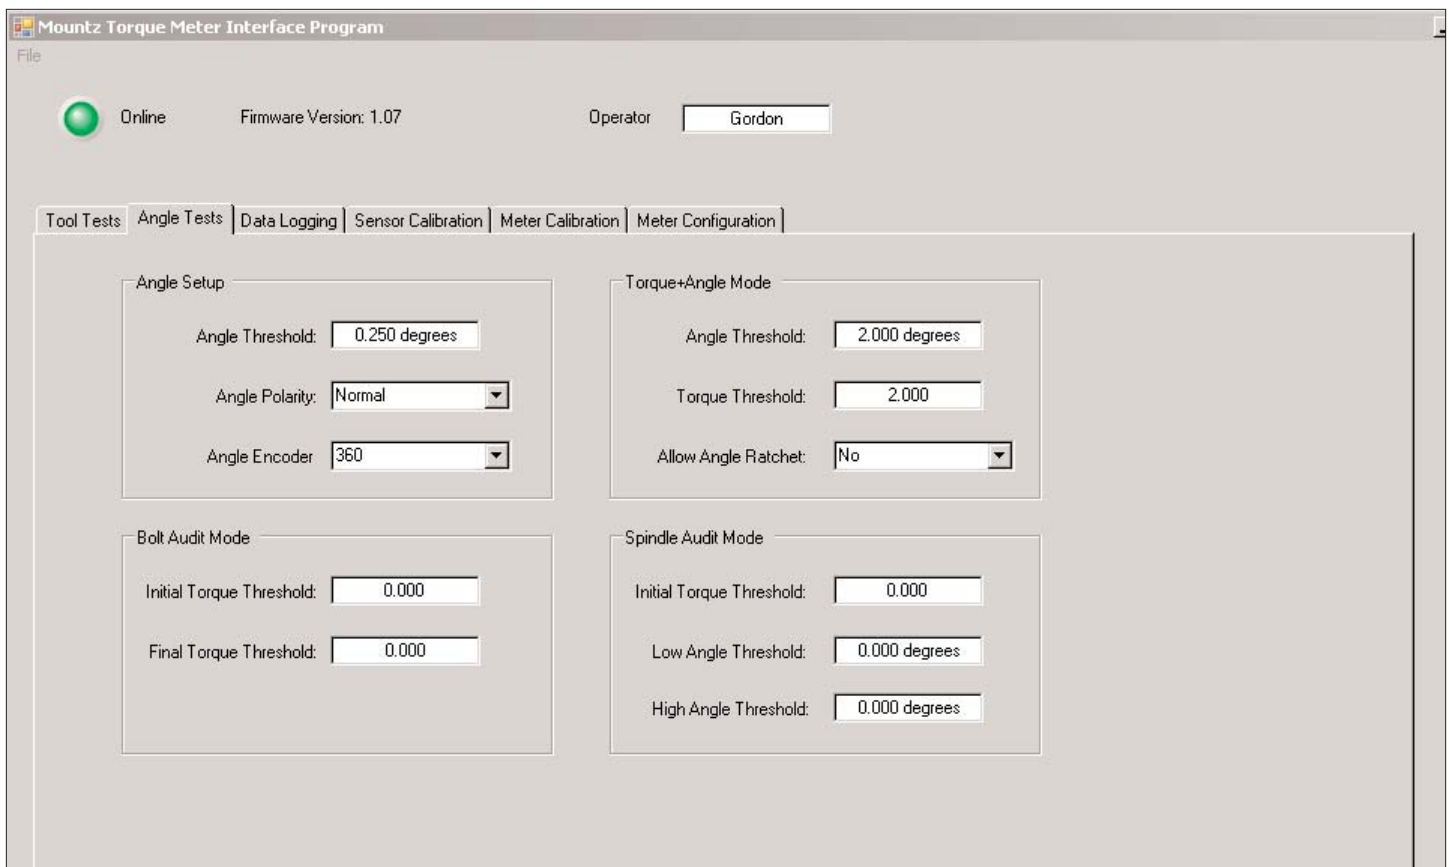 Mountz Torque Meter Interface Program
File
Online Firmware Version: 1.07 Operator Gordon
Tool Tests Angle Tests Data Logging Sensor Calibration Meter Calibration Meter Configuration
Angle Setup
Angle Threshold: 0.250 degrees
Angle Polarity: Normal
Angle Encoder 360
Torque+Angle Mode
Angle Threshold: 2.000 degrees
Torque Threshold: 2.000
Allow Angle Ratchet: No
Bolt Audit Mode
Initial Torque Threshold: 0.000
Final Torque Threshold: 0.000
Spindle Audit Mode
Initial Torque Threshold: 0.000
Low Angle Threshold: 0.000 degrees
High Angle Threshold: 0.000 degrees